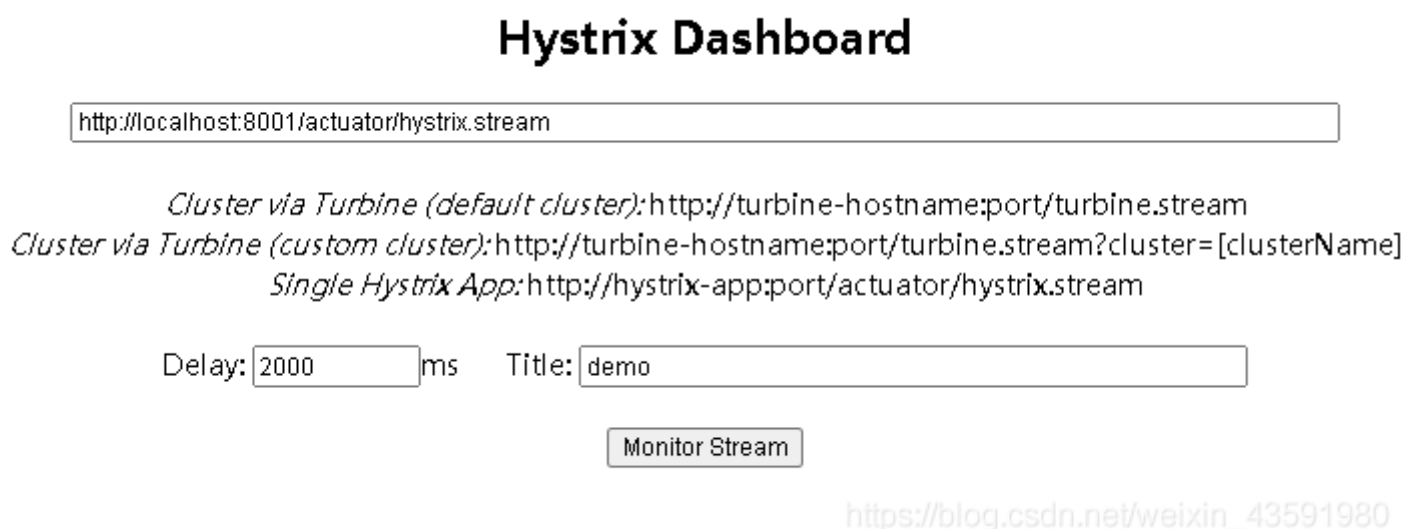 Hystrix Dashboard
http://localhost:8001/actuator/hystrix.stream
Cluster via Turbine (default cluster): http://turbine-hostname:port/turbine.stream
Cluster via Turbine (custom cluster): http://turbine-hostname:port/turbine.stream?cluster=[clusterName]
Single Hystrix App: http://hystrix-app:port/actuator/hystrix.stream
Delay: 2000 ms Title: demo
Monitor Stream
https://blog.csdn.net/weixin_43591980